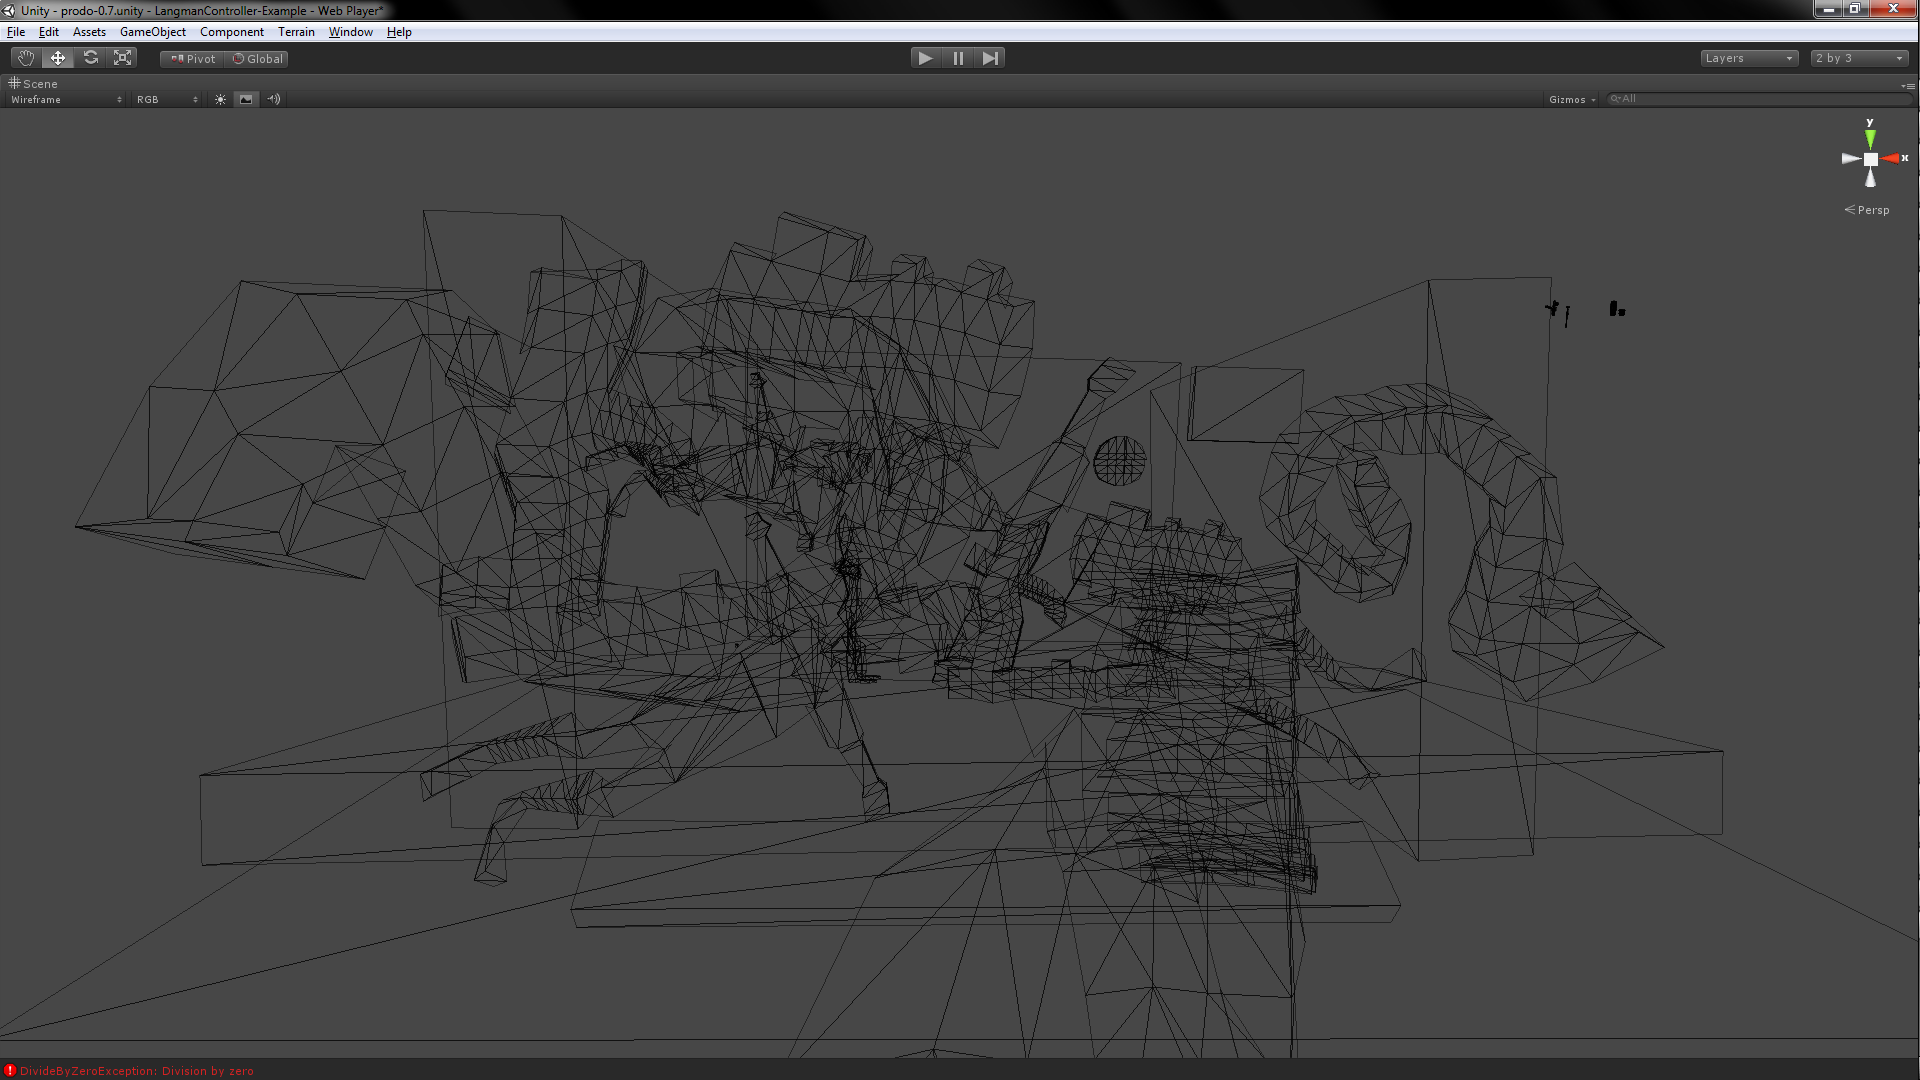 Unity - prodo-0.7.unity - LangmanController-Example - Web Player*
File Edit Assets GameObject Component Terrain Window Help
Pivot Global Layers 2 by 3
Scene
Wireframe RGB Gizmos All
y
x
Persp
DivideByZeroException: Division by zero